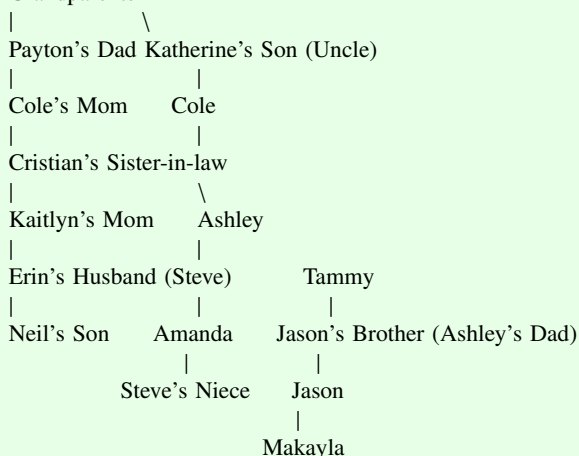 | \
Payton's Dad Katherine's Son (Uncle)
| |
Cole's Mom Cole
| |
Cristian's Sister-in-law
| \
Kaitlyn's Mom Ashley
| |
Erin's Husband (Steve) Tammy
| | |
Neil's Son Amanda Jason's Brother (Ashley's Dad)
| |
Steve's Niece Jason
|
Makayla